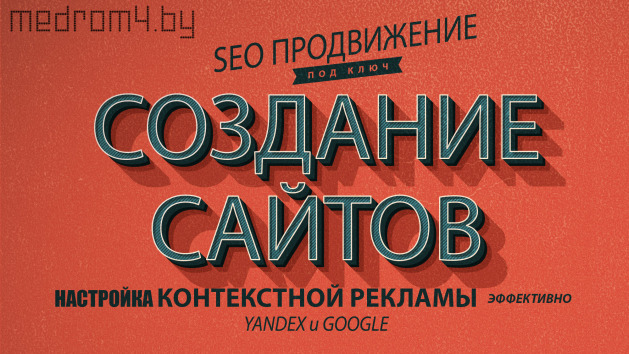 medrom4.by
SEO ПРОДВИЖЕНИЕ
ПОД КЛЮЧ
СОЗДАНИЕ
САЙТОВ
НАСТРОЙКА КОНТЕКСТНОЙ РЕКЛАМЫ ЭФФЕКТИВНО
YANDEX и GOOGLE